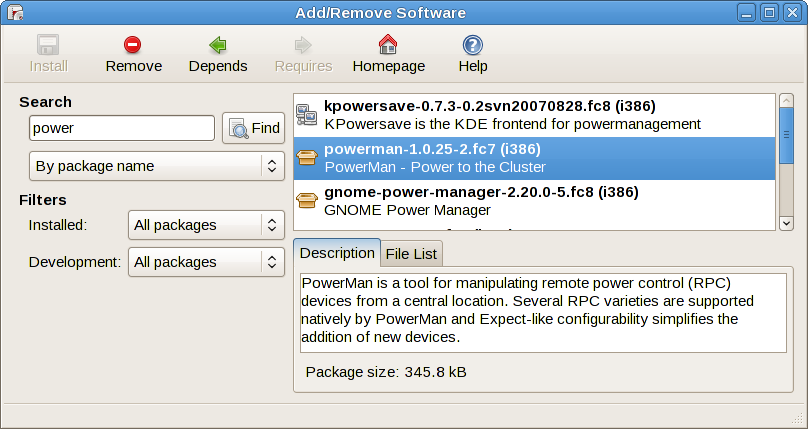 Add/Remove Software
Install Remove Depends Requires Homepage Help
Search
power
Find
By package name
Filters
Installed: All packages
Development: All packages
kpowersave-0.7.3-0.2svn20070828.fc8 (i386)
KPowersave is the KDE frontend for powermanagement
powerman-1.0.25-2.fc7 (i386)
PowerMan - Power to the Cluster
gnome-power-manager-2.20.0-5.fc8 (i386)
GNOME Power Manager
Description File List
PowerMan is a tool for manipulating remote power control (RPC)
devices from a central location. Several RPC varieties are supported
natively by PowerMan and Expect-like configurability simplifies the
addition of new devices.
Package size: 345.8 kB